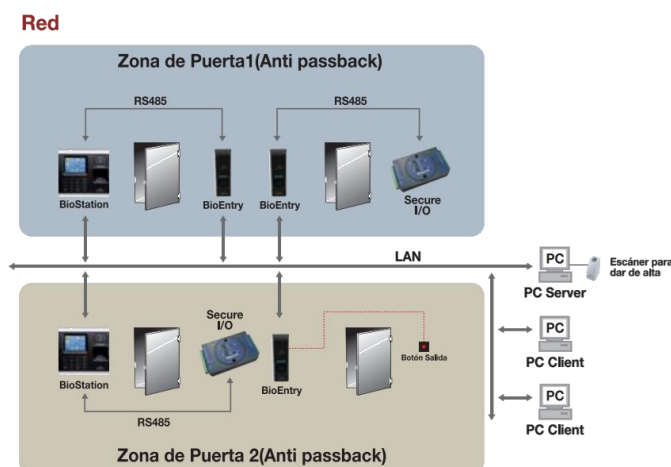 Red
Zona de Puerta1(Anti passback)
RS485
RS485
BioStation
BioEntry
BioEntry
Secure
I/O
LAN
PC
PC Server
Escáner para
dar de alta
Secure
I/O
BioStation
BioEntry
Botón Salida
RS485
PC
PC Client
PC
PC Client
Zona de Puerta 2(Anti passback)